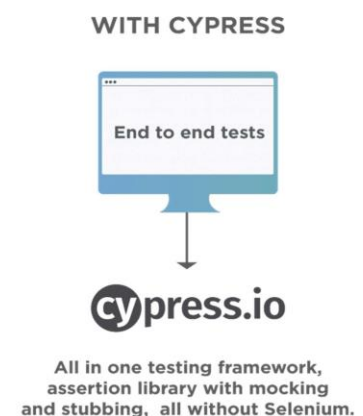 WITH CYPRESS
End to end tests
cypress.io
All in one testing framework,
assertion library with mocking
and stubbing, all without Selenium.